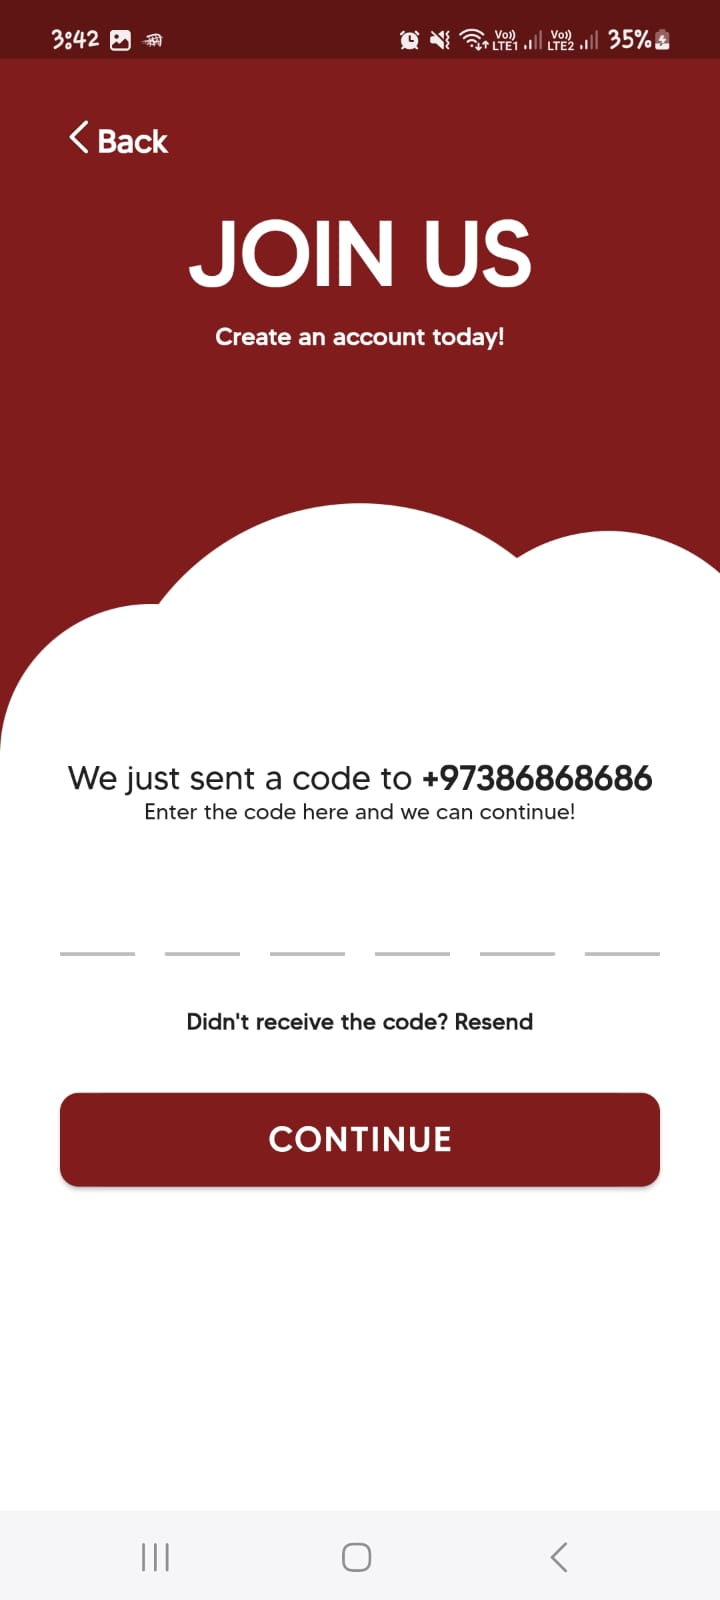 3:42
Vo)) LTE1 Vo)) LTE2 35%
Back
JOIN US
Create an account today!
We just sent a code to +97386868686
Enter the code here and we can continue!
Didn't receive the code? Resend
CONTINUE